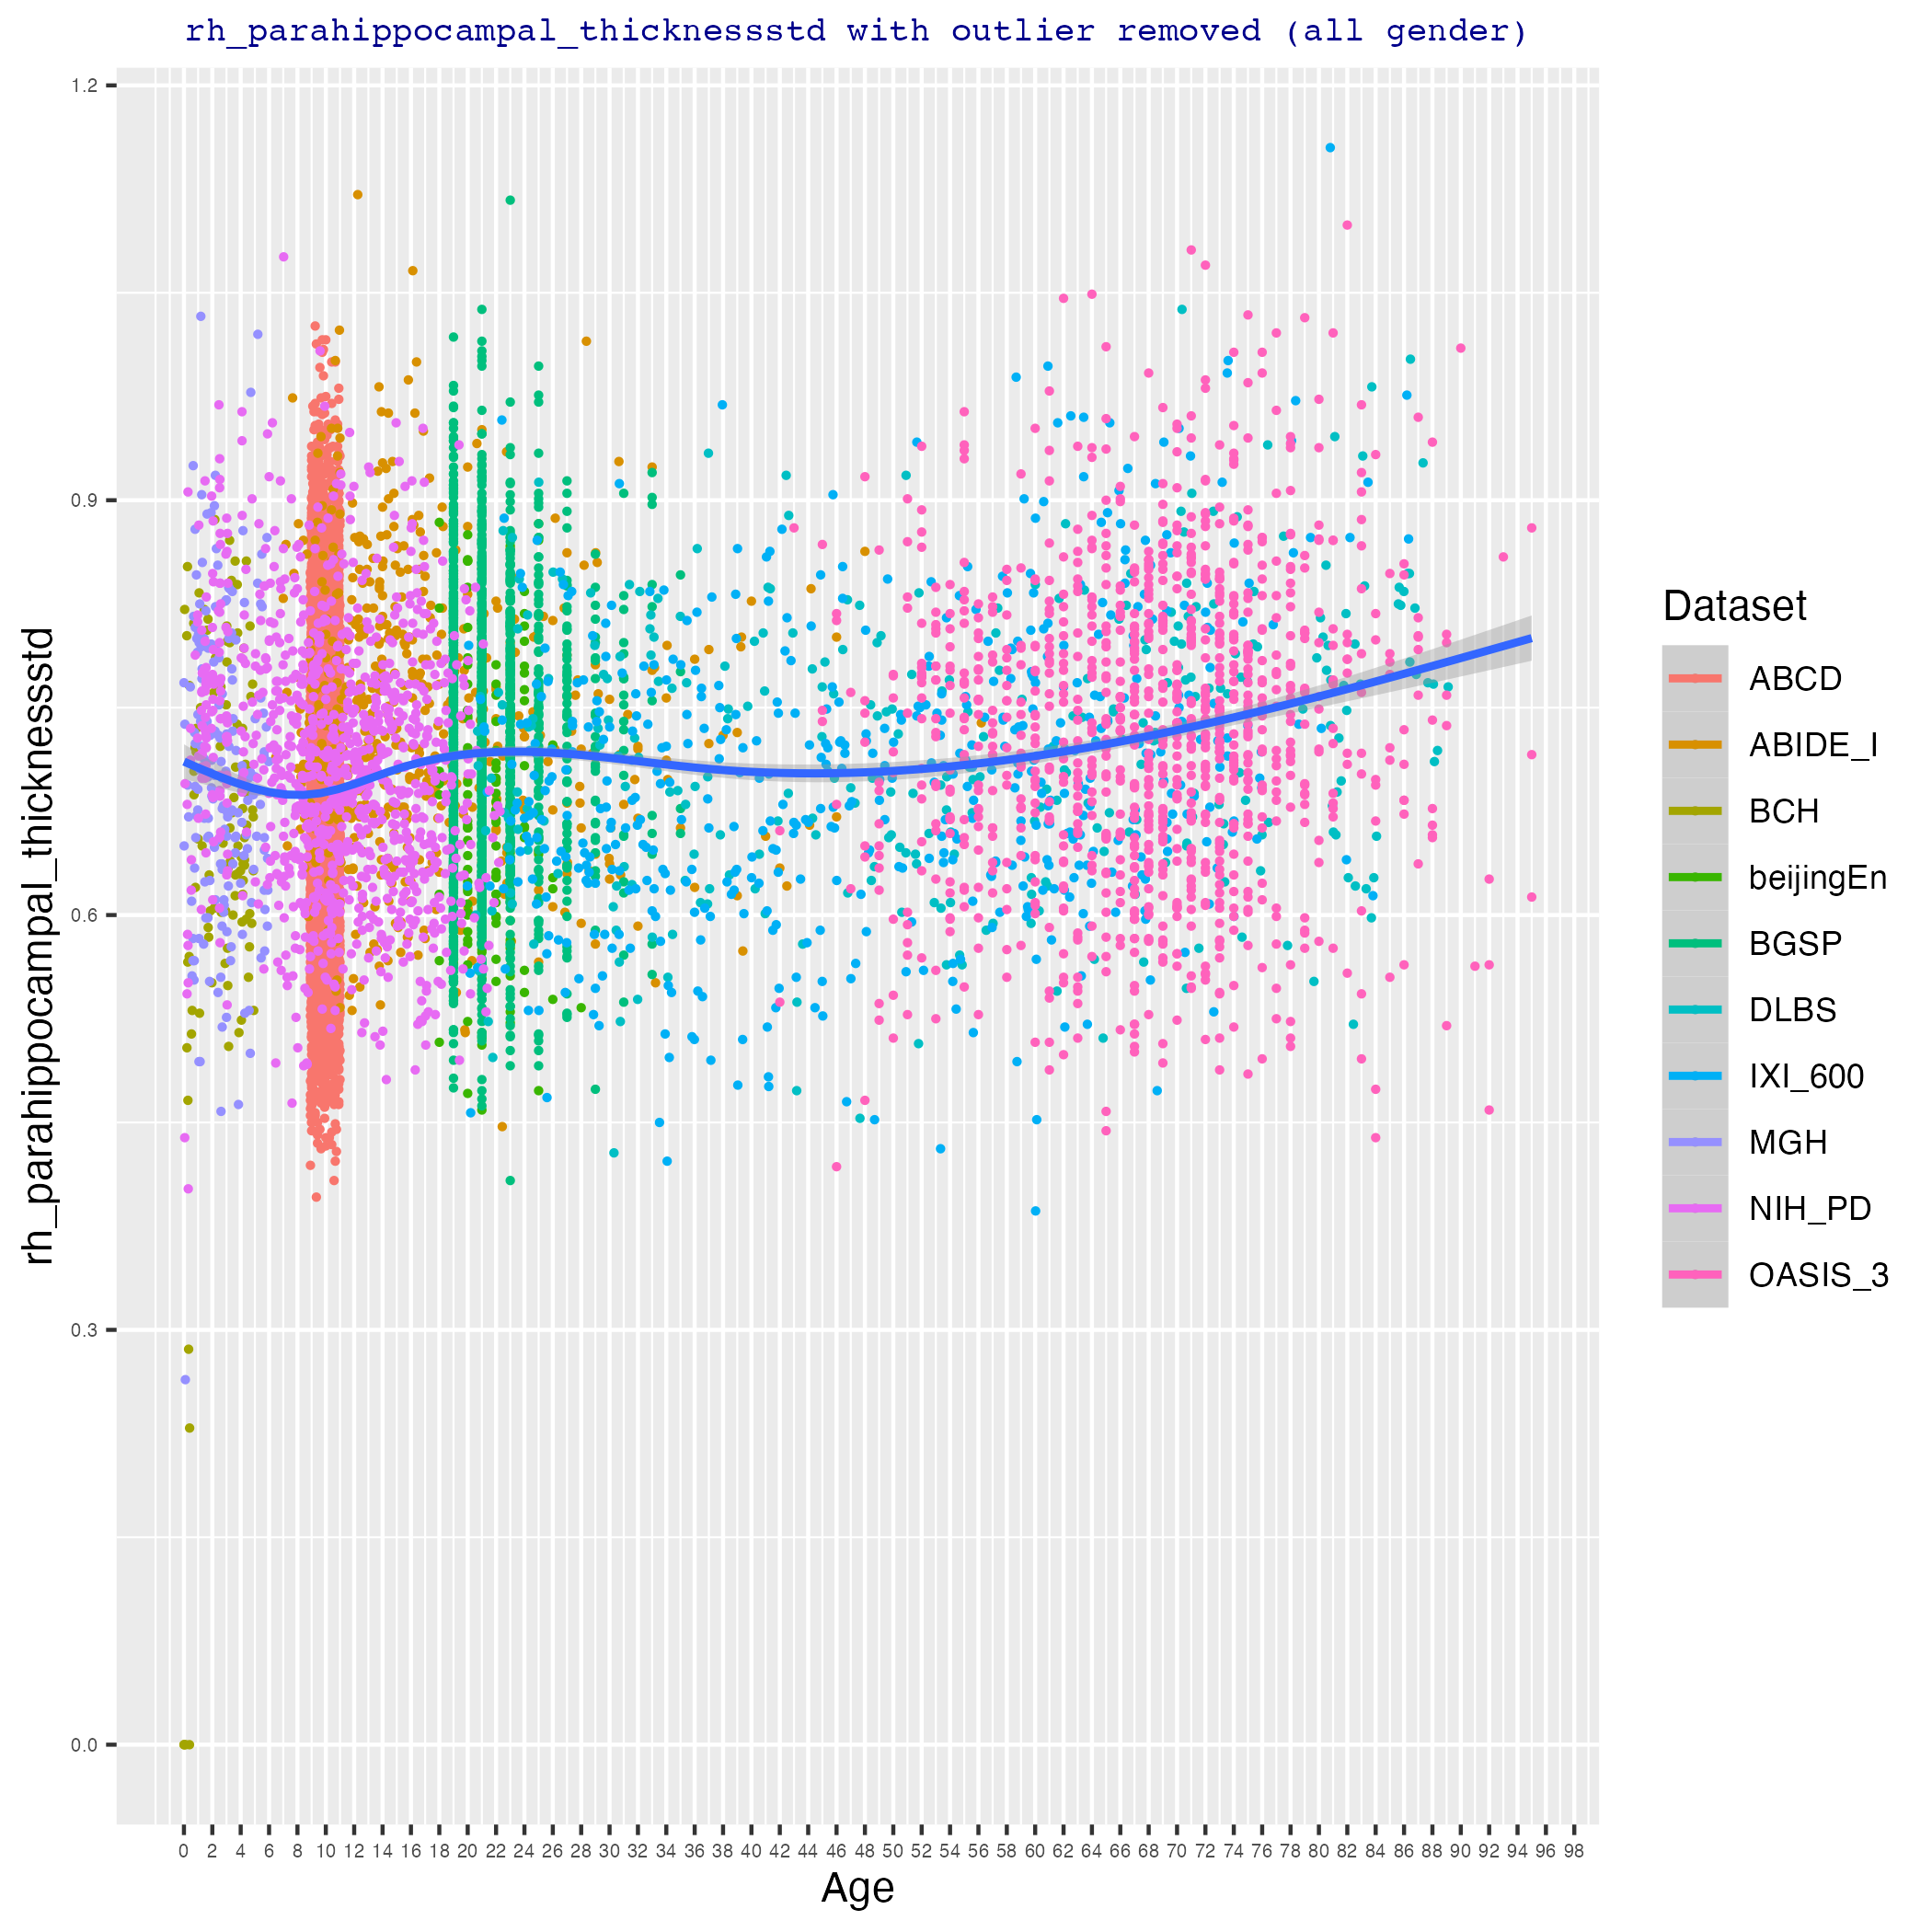 rh_parahippocampal_thicknessstd with outlier removed (all gender)
rh_parahippocampal_thicknessstd
1.2
0.9
0.6
0.3
0.0
0 2 4 6 8 10 12 14 16 18 20 22 24 26 28 30 32 34 36 38 40 42 44 46 48 50 52 54 56 58 60 62 64 66 68 70 72 74 76 78 80 82 84 86 88 90 92 94 96 98
Age
Dataset
ABCD
ABIDE_I
BCH
beijingEn
BGSP
DLBS
IXI_600
MGH
NIH_PD
OASIS_3